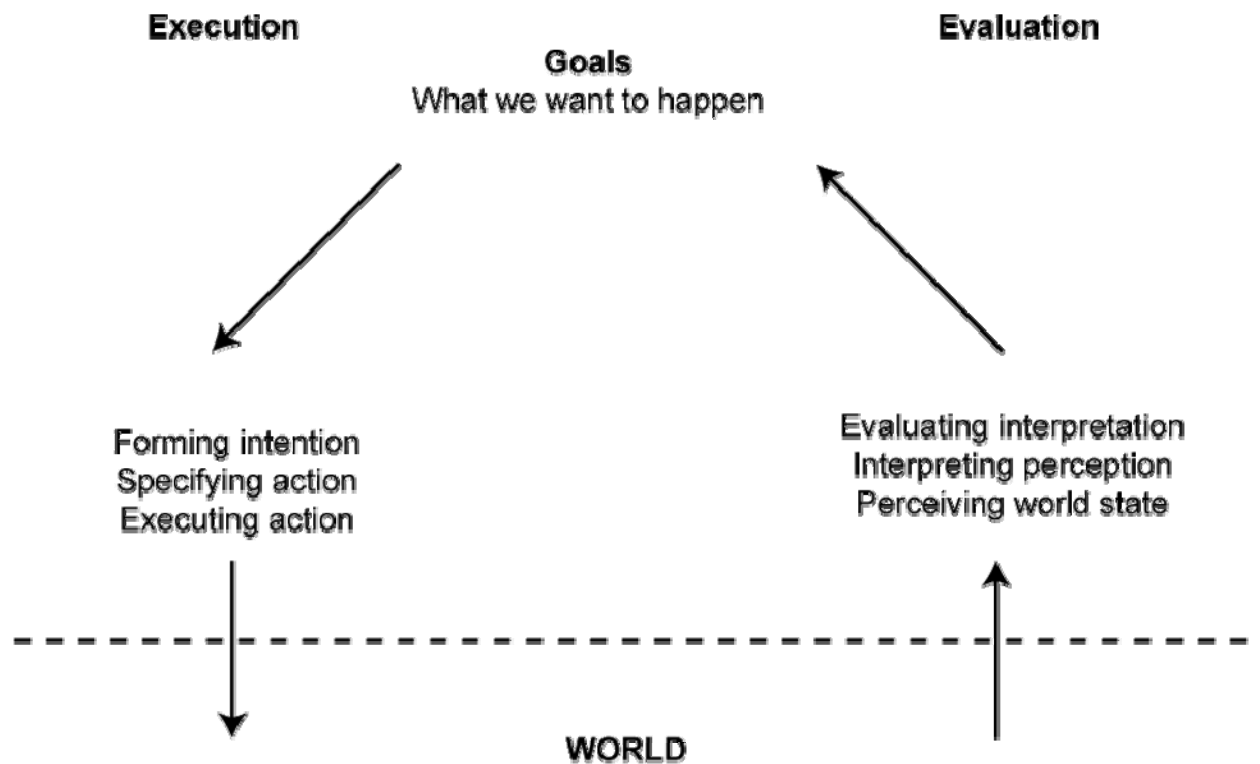 Execution
Evaluation
Goals
What we want to happen
Forming intention
Specifying action
Executing action
Evaluating interpretation
Interpreting perception
Perceiving world state
WORLD